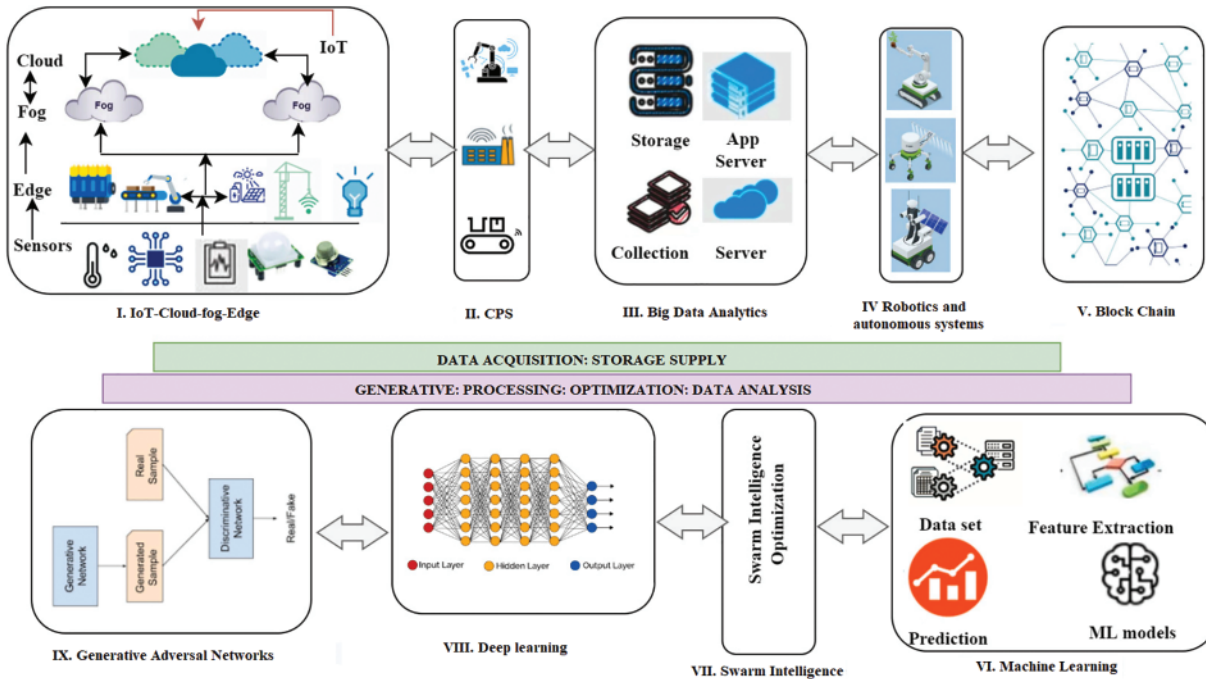 IoT
Cloud
Fog
Fog
Fog
Edge
Sensors
I. IoT-Cloud-fog-Edge
II. CPS
Storage
App
Server
Collection
Server
III. Big Data Analytics
IV Robotics and
autonomous systems
V. Block Chain
DATA ACQUISITION: STORAGE SUPPLY
GENERATIVE: PROCESSING: OPTIMIZATION: DATA ANALYSIS
Generative
Network
Real
Sample
Generated
Sample
Discriminative
Network
Real/Fake
IX. Generative Adversal Networks
Input Layer
Hidden Layer
Output Layer
VIII. Deep learning
Swarm Intelligence
Optimization
VII. Swarm Intelligence
Data set
Feature Extraction
Prediction
ML models
VI. Machine Learning